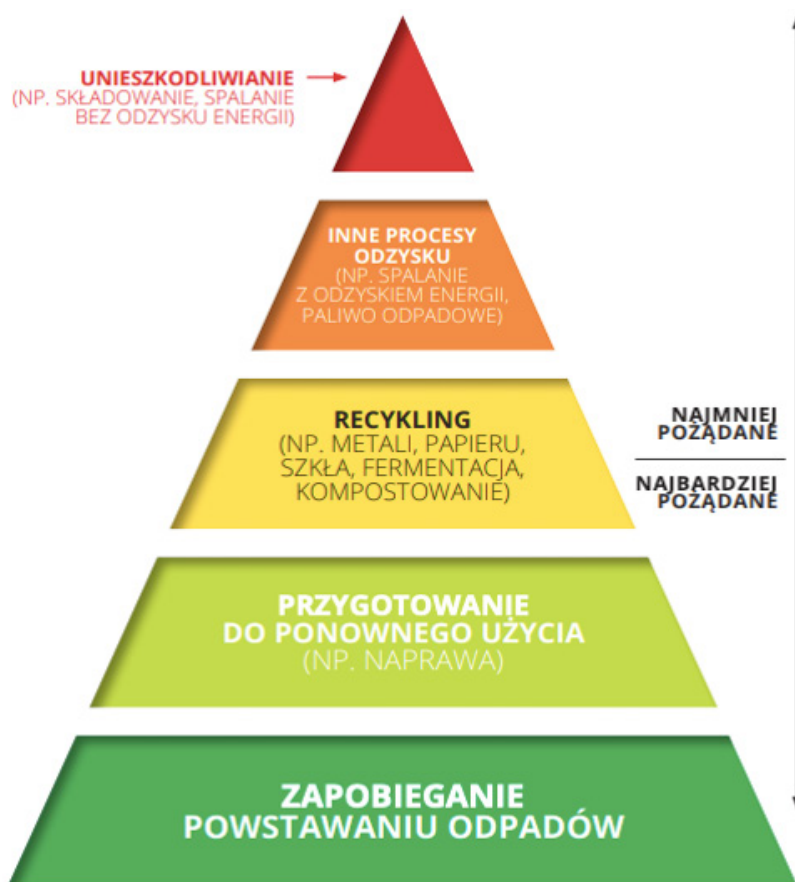 UNIESZKODLIWIANIE
(NP. SKŁADOWANIE, SPALANIE
BEZ ODZYSKU ENERGII)
INNE PROCESY
ODZYSKU
(NP. SPALANIE
Z ODZYSKIEM ENERGII,
PALIWO ODPADOWE)
RECYKLING
(NP. METALI, PAPIERU,
SZKŁA, FERMENTACJA,
KOMPOSTOWANIE)
NAJMNIEJ
POŻĄDANE
NAJBARDZIEJ
POŻĄDANE
PRZYGOTOWANIE
DO PONOWNEGO UŻYCIA
(NP. NAPRAWA)
ZAPOBIEGANIE
POWSTAWANIU ODPADÓW